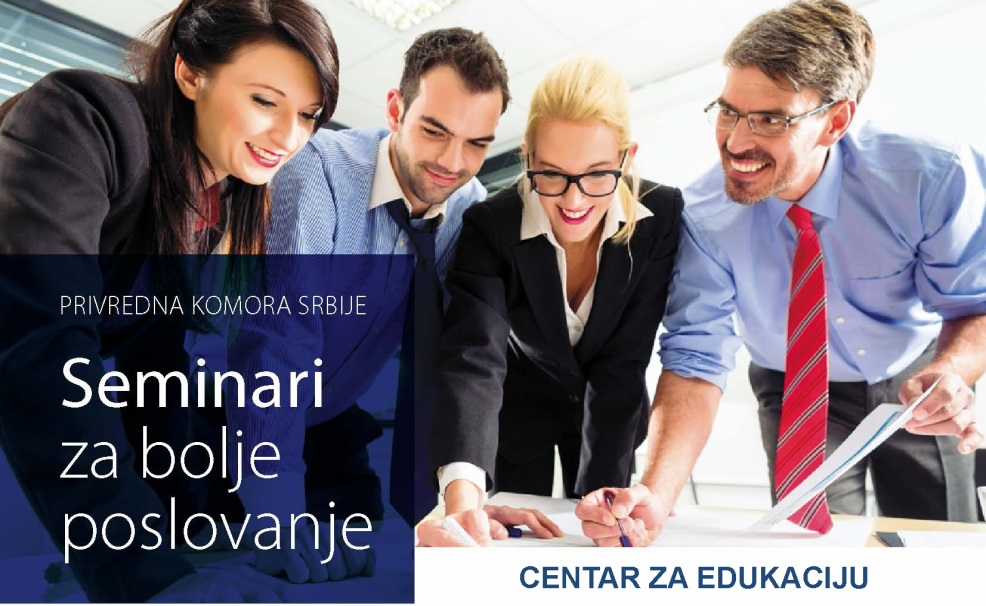 PRIVREDNA KOMORA SRBIJE
Seminari
za bolje
poslovanje
CENTAR ZA EDUKACIJU